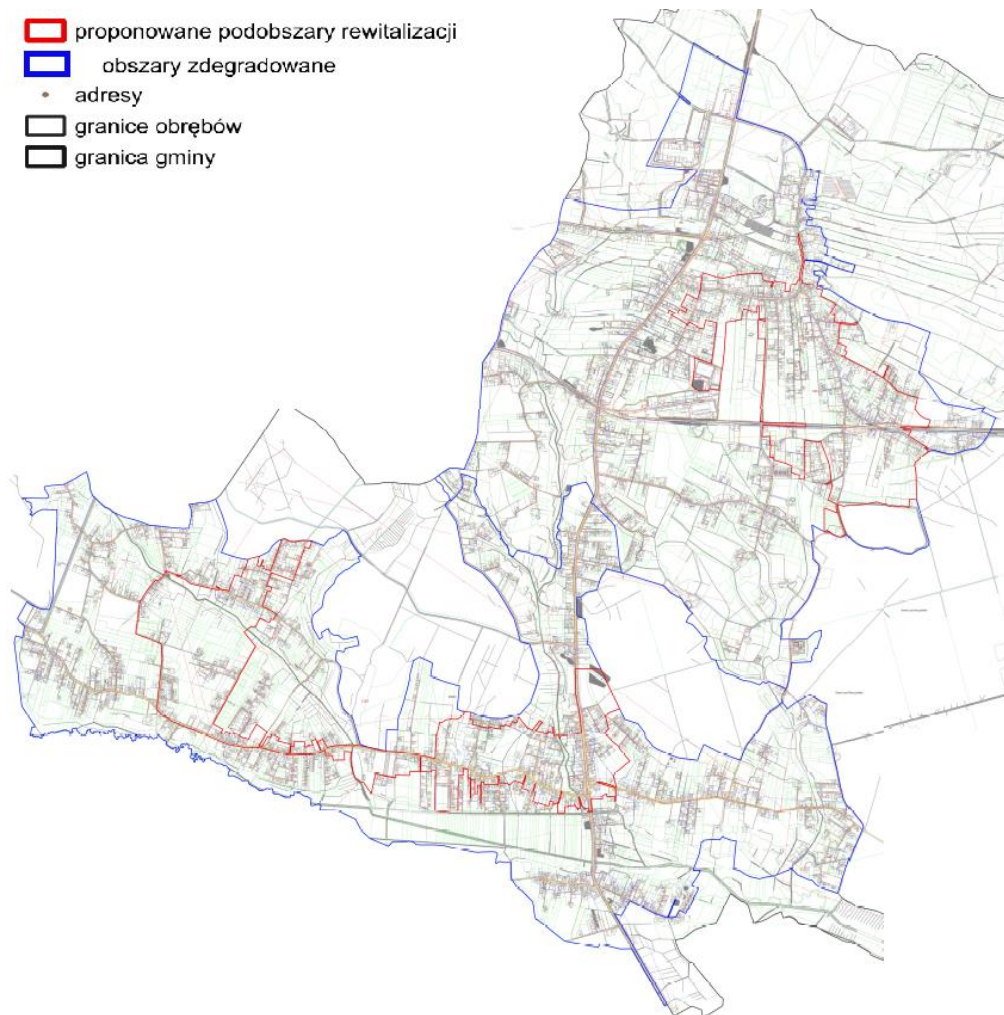 proponowane podobszary rewitalizacji
obszary zdegradowane
adresy
granice obrębów
granica gminy